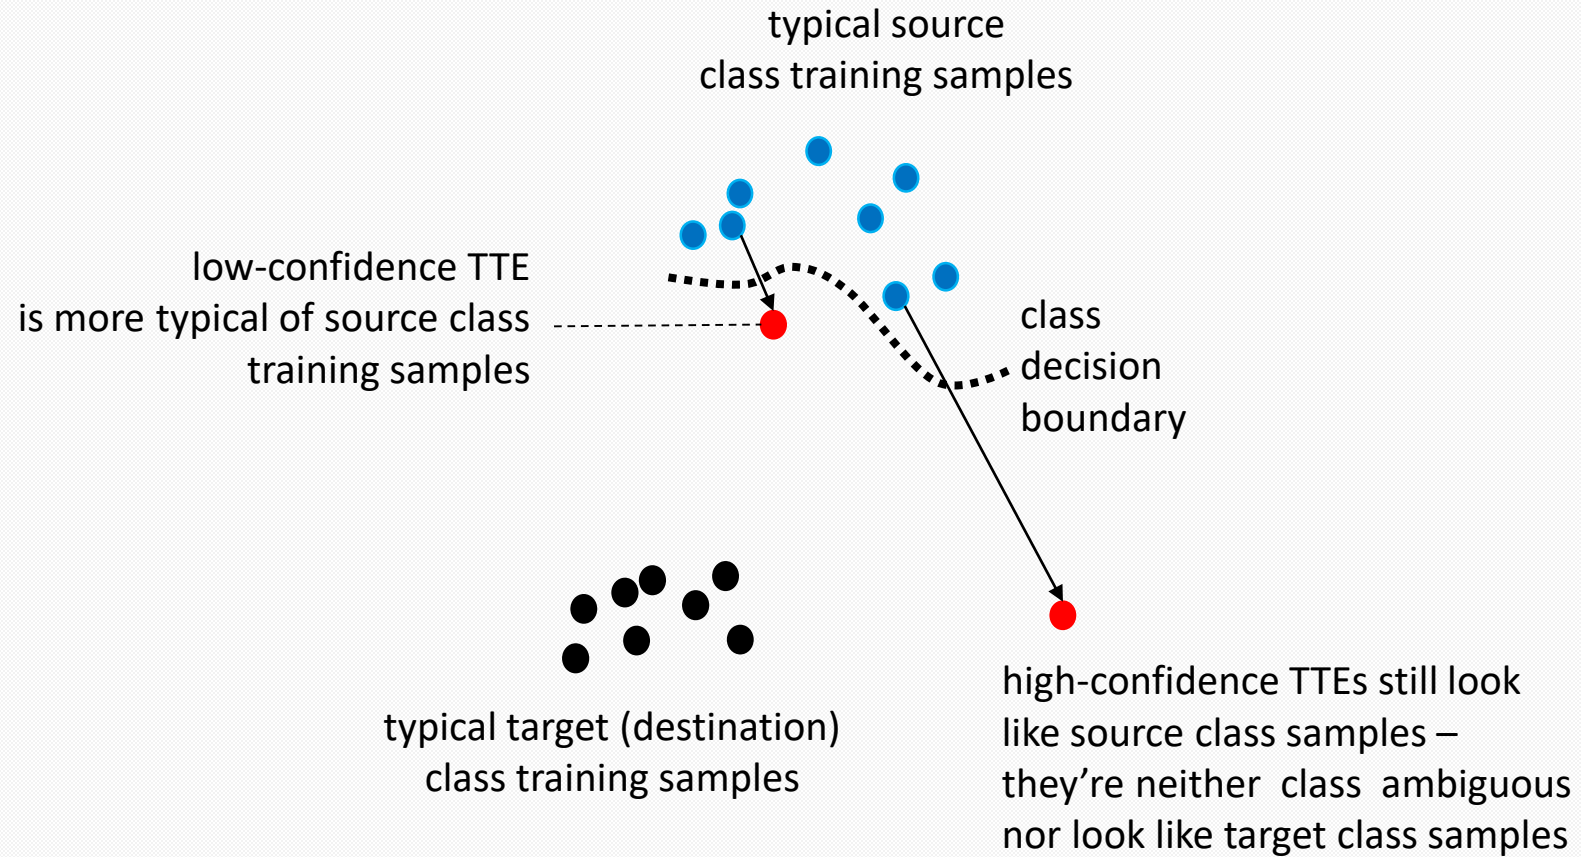 typical source
class training samples
low-confidence TTE
is more typical of source class
training samples
class
decision
boundary
typical target (destination)
class training samples
high-confidence TTEs still look
like source class samples –
they’re neither class ambiguous
nor look like target class samples